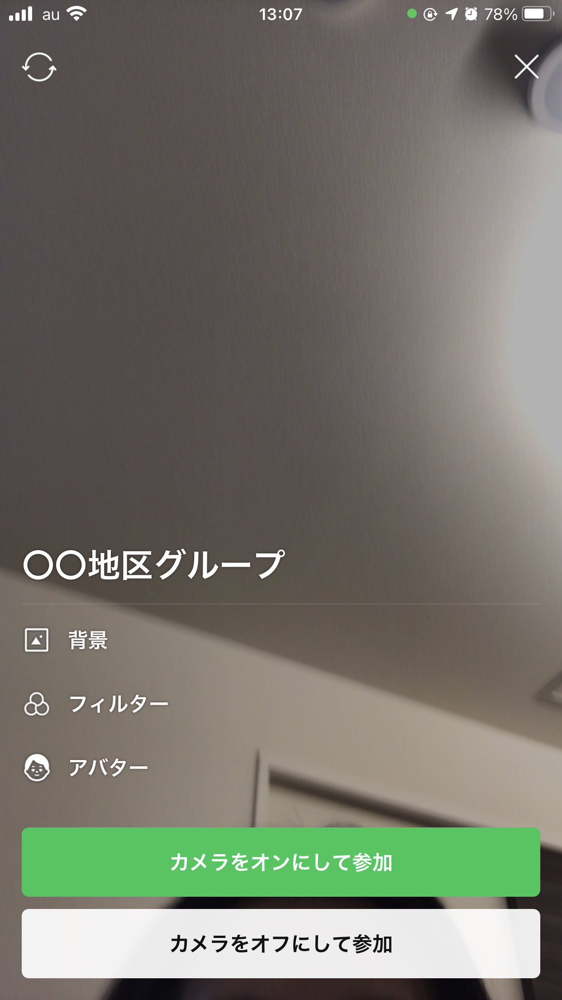 au 13:07 78%
〇〇地区グループ
背景
フィルター
アバター
カメラをオンにして参加
カメラをオフにして参加